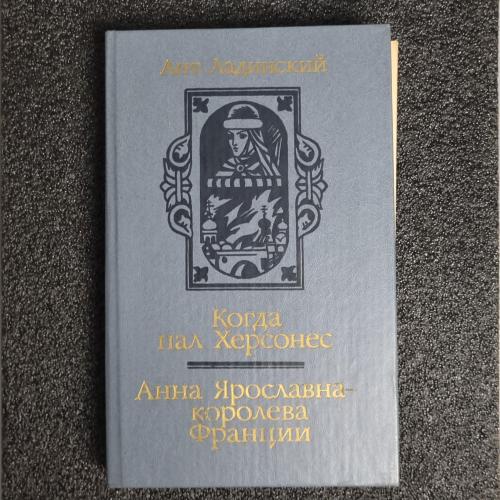 Ант Ладинский
Когда
пал Херсонес
Анна Ярославна-
королева
Франции